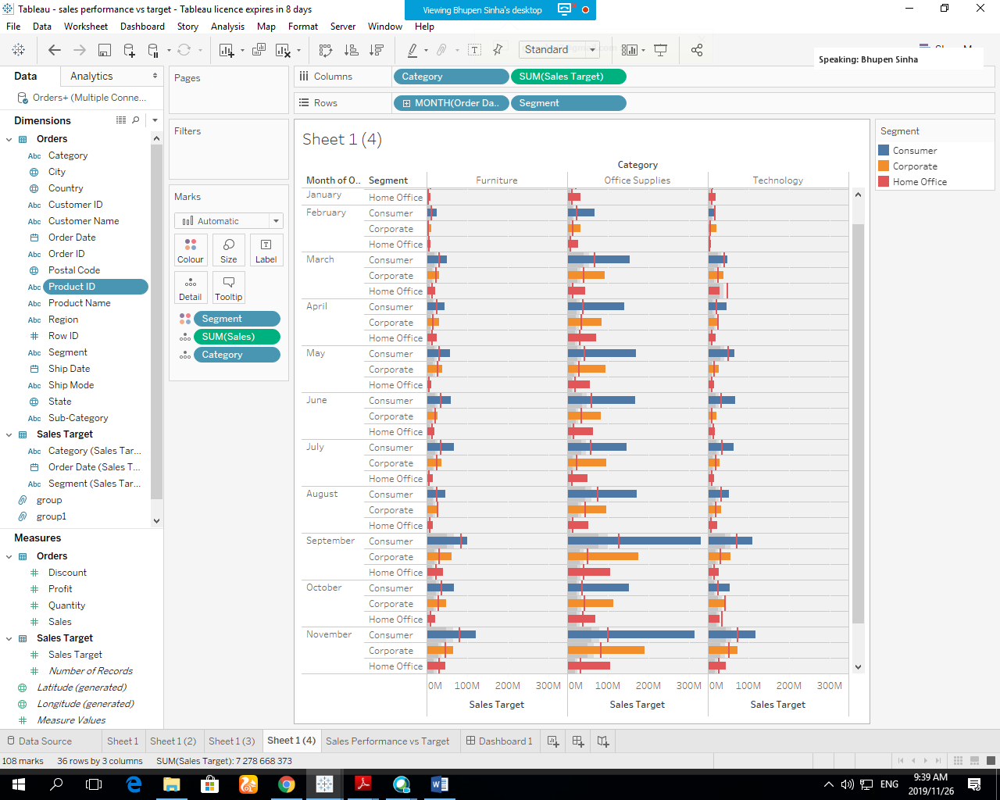 Tableau - sales performance vs target - Tableau licence expires in 8 days
Viewing Bhupen Sinha's desktop
File Data Worksheet Dashboard Story Analysis Map Format Server Window Help
Standard
Speaking: Bhupen Sinha
Data Analytics
Orders+ (Multiple Conne...
Dimensions
Orders
Abc Category
City
Country
Abc Customer ID
Abc Customer Name
Order Date
Abc Order ID
Postal Code
Abc Product ID
Abc Product Name
Abc Region
Row ID
Abc Segment
Ship Date
Abc Ship Mode
State
Abc Sub-Category
Sales Target
Abc Category (Sales Tar...
Order Date (Sales T...
Abc Segment (Sales Tar...
group
group1
Measures
Orders
Discount
Profit
Quantity
Sales
Sales Target
Sales Target
Number of Records
Latitude (generated)
Longitude (generated)
Measure Values
Pages
Filters
Marks
Automatic
Colour Size Label
Detail Tooltip
Segment
SUM(Sales)
Category
Columns Category SUM(Sales Target)
Rows MONTH(Order Da.. Segment
Sheet 1 (4)
Category
Month of O.. Segment Furniture Office Supplies Technology
January Home Office
February Consumer
Corporate
Home Office
March Consumer
Corporate
Home Office
April Consumer
Corporate
Home Office
May Consumer
Corporate
Home Office
June Consumer
Corporate
Home Office
July Consumer
Corporate
Home Office
August Consumer
Corporate
Home Office
September Consumer
Corporate
Home Office
October Consumer
Corporate
Home Office
November Consumer
Corporate
Home Office
0M 100M 200M 300M 0M 100M 200M 300M 0M 100M 200M 300M
Sales Target Sales Target Sales Target
Segment
Consumer
Corporate
Home Office
Data Source Sheet 1 Sheet 1 (2) Sheet 1 (3) Sheet 1 (4) Sales Performance vs Target Dashboard 1
108 marks 36 rows by 3 columns SUM(Sales Target): 7 278 668 373
ENG
9:39 AM
2019/11/26